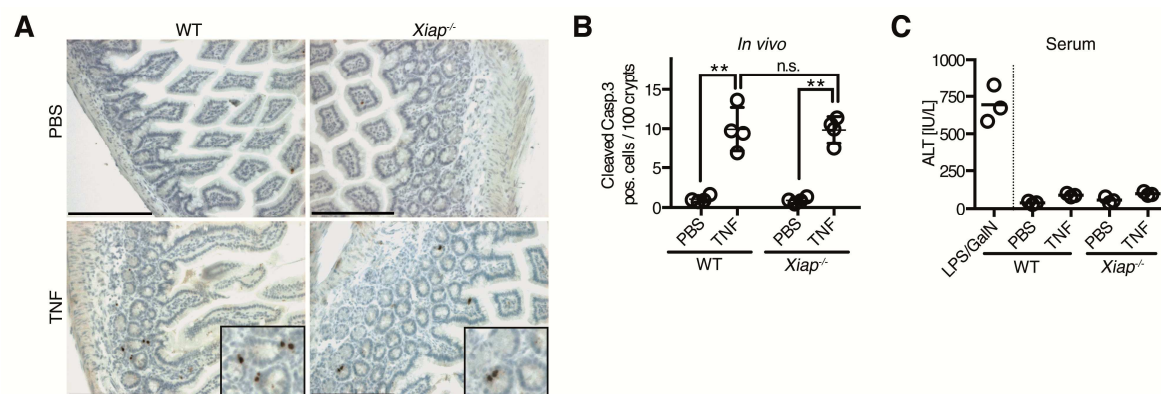 A
WT
Xiap-/-
PBS
TNF
B
In vivo
n.s.
**
**
Cleaved Casp.3
pos. cells / 100 crypts
15
10
5
0
PBS
TNF
PBS
TNF
WT
Xiap-/-
C
Serum
ALT [IU/L]
1000
750
500
250
0
LPS/GalN
PBS
TNF
PBS
TNF
WT
Xiap-/-